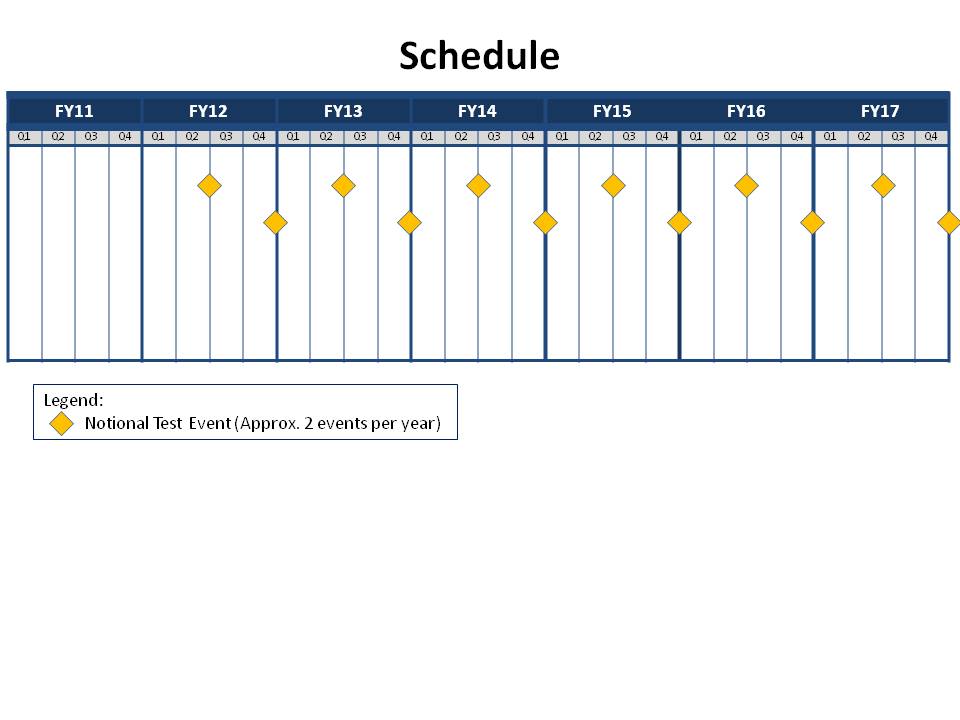 Schedule
FY11 FY12 FY13 FY14 FY15 FY16 FY17
Q1 Q2 Q3 Q4 Q1 Q2 Q3 Q4 Q1 Q2 Q3 Q4 Q1 Q2 Q3 Q4 Q1 Q2 Q3 Q4 Q1 Q2 Q3 Q4 Q1 Q2 Q3 Q4
Legend:
Notional Test Event (Approx. 2 events per year)